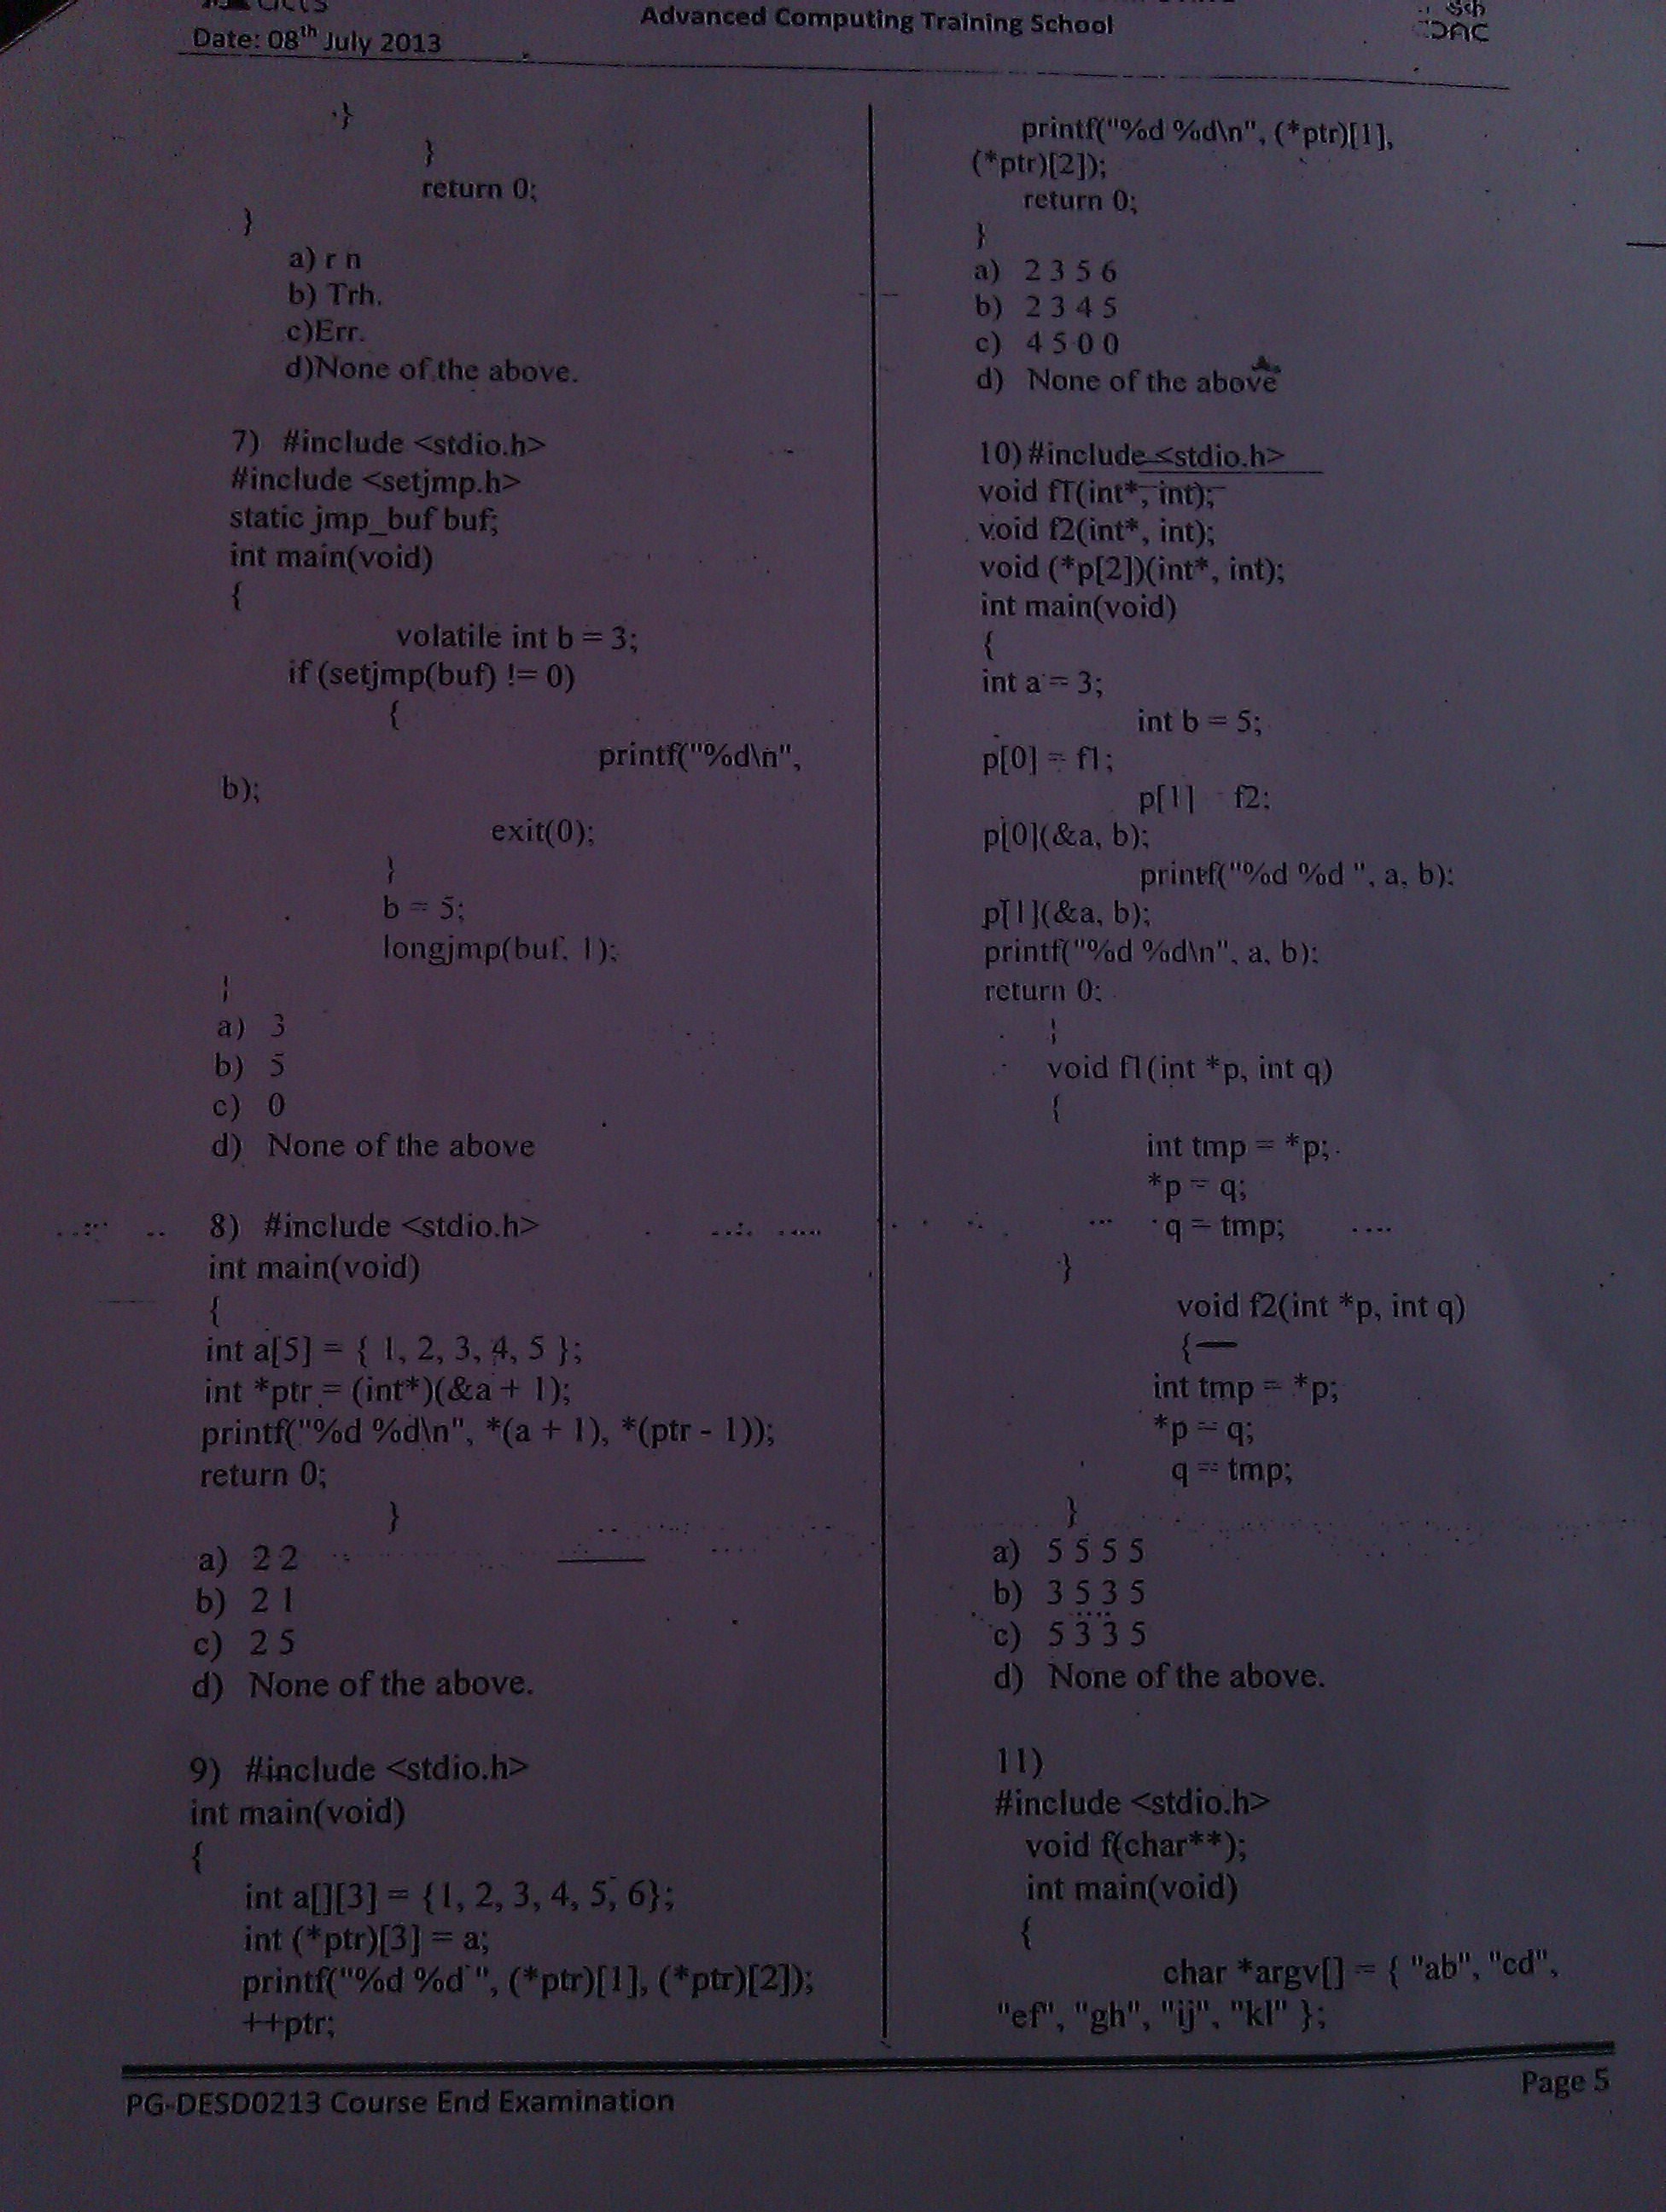 Advanced Computing Training School
Date: 08th July 2013
}
}
return 0;
}
a) r n
b) Trh.
c)Err.
d)None of the above.
7) #include <stdio.h>
#include <setjmp.h>
static jmp_buf buf;
int main(void)
{
volatile int b = 3;
if (setjmp(buf) != 0)
{
printf("%d\n",
b);
exit(0);
}
b = 5;
longjmp(buf, 1);
}
a) 3
b) 5
c) 0
d) None of the above
8) #include <stdio.h>
int main(void)
{
int a[5] = { 1, 2, 3, 4, 5 };
int *ptr = (int*)(&a + 1);
printf("%d %d\n", *(a + 1), *(ptr - 1));
return 0;
}
a) 2 2
b) 2 1
c) 2 5
d) None of the above.
9) #include <stdio.h>
int main(void)
{
int a[][3] = {1, 2, 3, 4, 5, 6};
int (*ptr)[3] = a;
printf("%d %d ", (*ptr)[1], (*ptr)[2]);
++ptr;
printf("%d %d\n", (*ptr)[1],
(*ptr)[2]);
return 0;
}
a) 2 3 5 6
b) 2 3 4 5
c) 4 5 0 0
d) None of the above
10) #include <stdio.h>
void f1(int*, int);
void f2(int*, int);
void (*p[2])(int*, int);
int main(void)
{
int a = 3;
int b = 5;
p[0] = f1;
p[1] f2;
p[0](&a, b);
printf("%d %d ", a, b);
p[1](&a, b);
printf("%d %d\n", a, b);
return 0;
}
void f1(int *p, int q)
{
int tmp = *p;
*p = q;
q = tmp;
}
void f2(int *p, int q)
{
int tmp = *p;
*p = q;
q = tmp;
}
a) 5 5 5 5
b) 3 5 3 5
c) 5 3 3 5
d) None of the above.
11)
#include <stdio.h>
void f(char**);
int main(void)
{
char *argv[] = { "ab", "cd",
"ef", "gh", "ij", "kl" };
PG-DESD0213 Course End Examination
Page 5